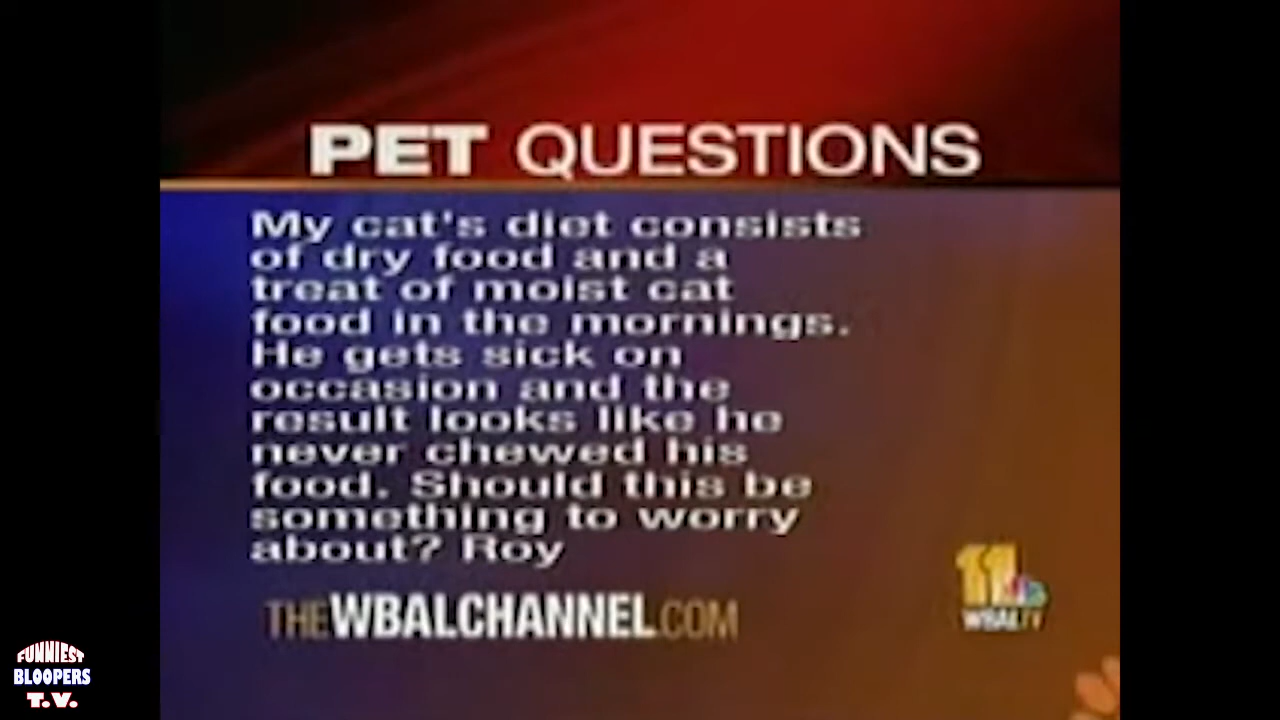 PET QUESTIONS
My cat's diet consists
of dry food and a
treat of moist cat
food in the mornings.
He gets sick on
occasion and the
result looks like he
never chewed his
food. Should this be
something to worry
about? Roy
THEWBALCHANNEL.COM
11
WBALTV
FUNNIEST
BLOOPERS
T.V.